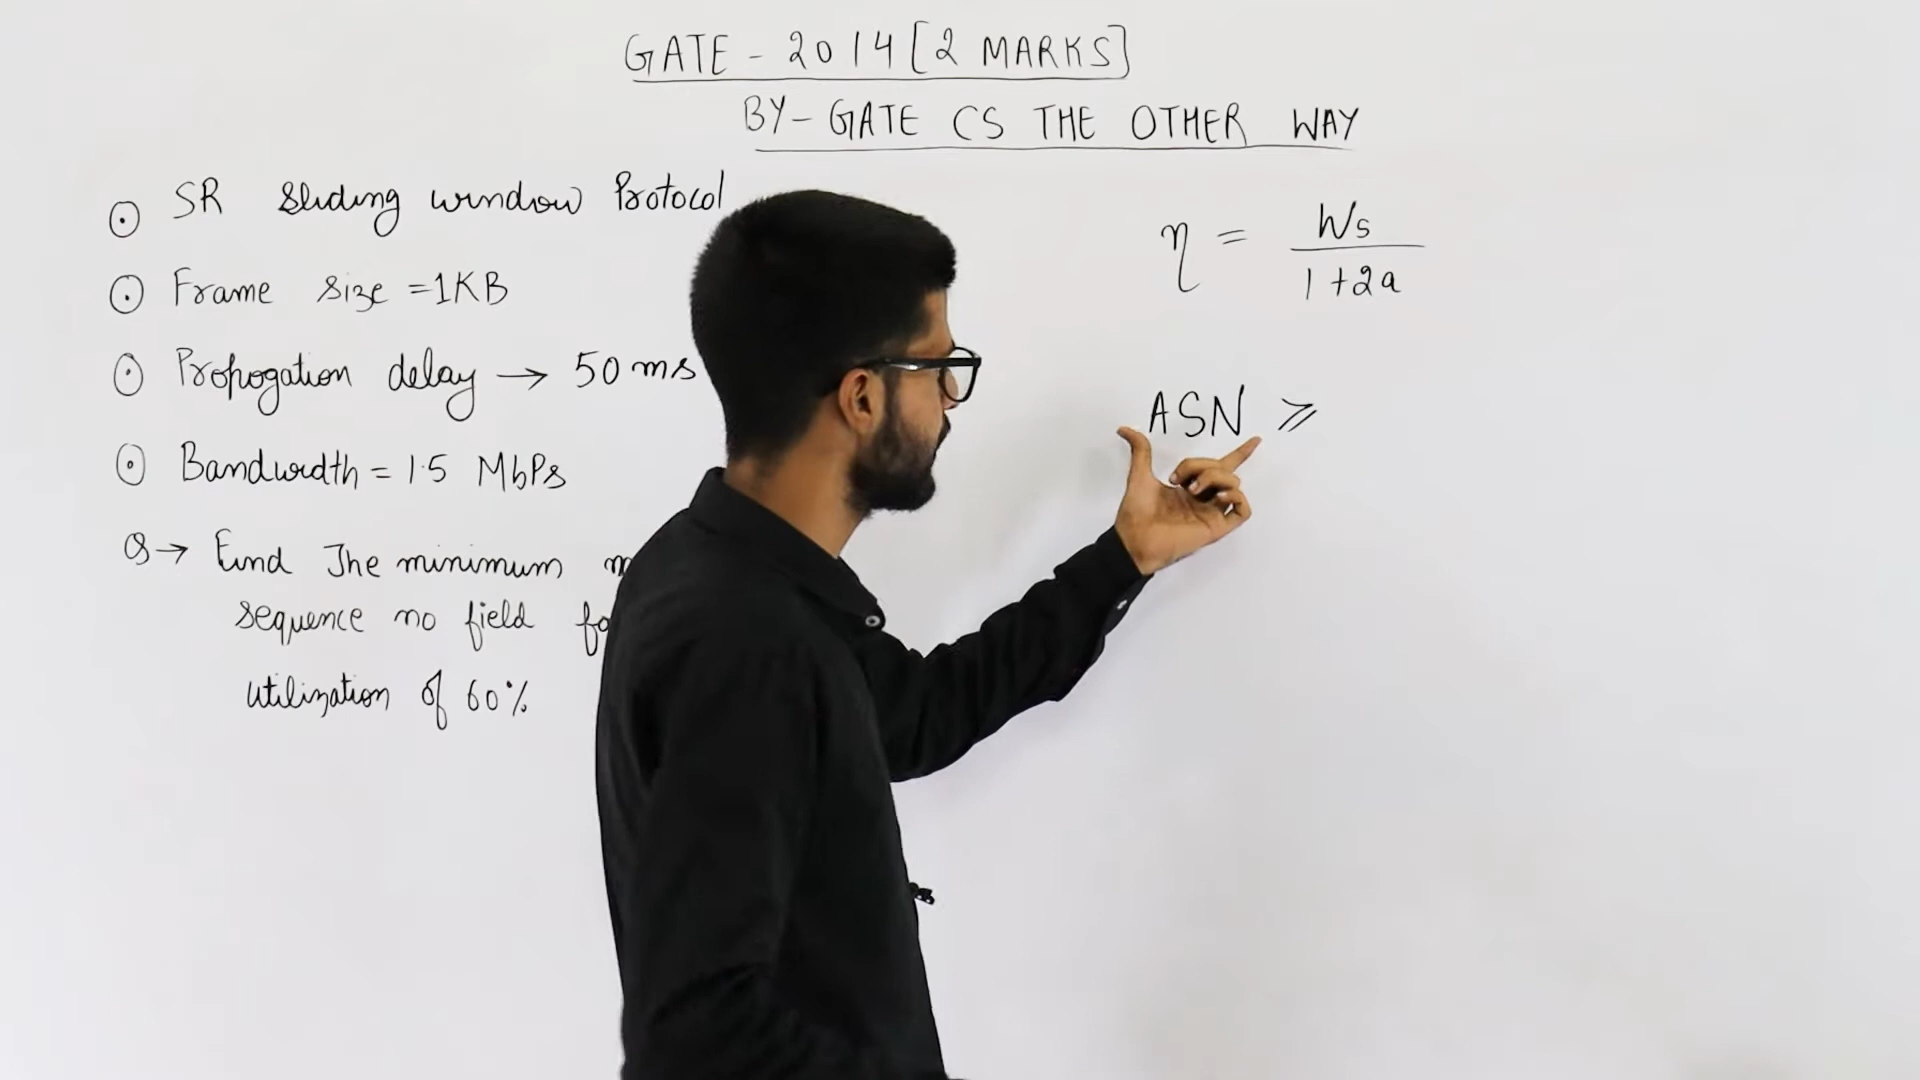 GATE - 2014 [2 MARKS]
BY - GATE CS THE OTHER WAY
SR Sliding window Protocol
Frame size = 1KB
Propogation delay → 50 ms
Bandwidth = 1.5 MbPs
Q → Find The minimum
sequence no field
utilization of 60%
η = Ws
1 + 2a
ASN ≥